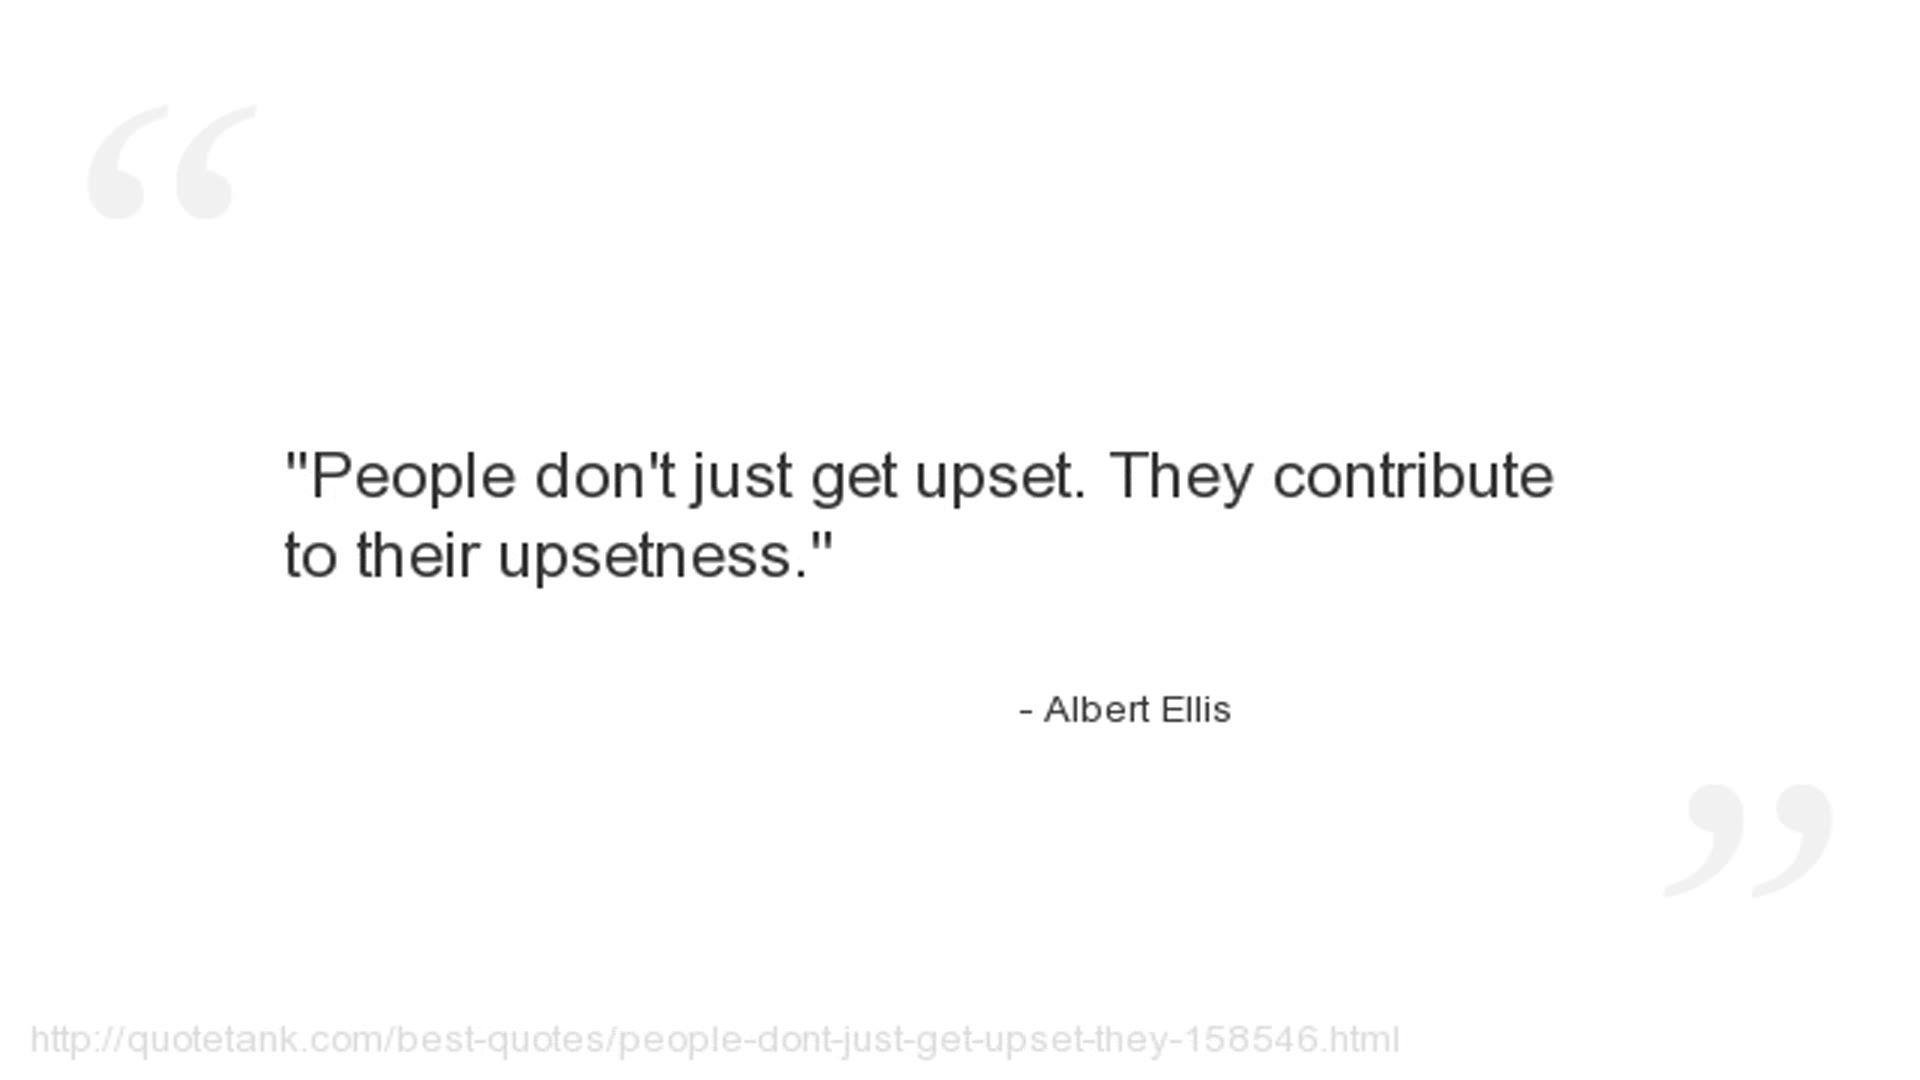 "People don't just get upset. They contribute
to their upsetness."
- Albert Ellis
http://quotetank.com/best-quotes/people-dont-just-get-upset-they-158546.html